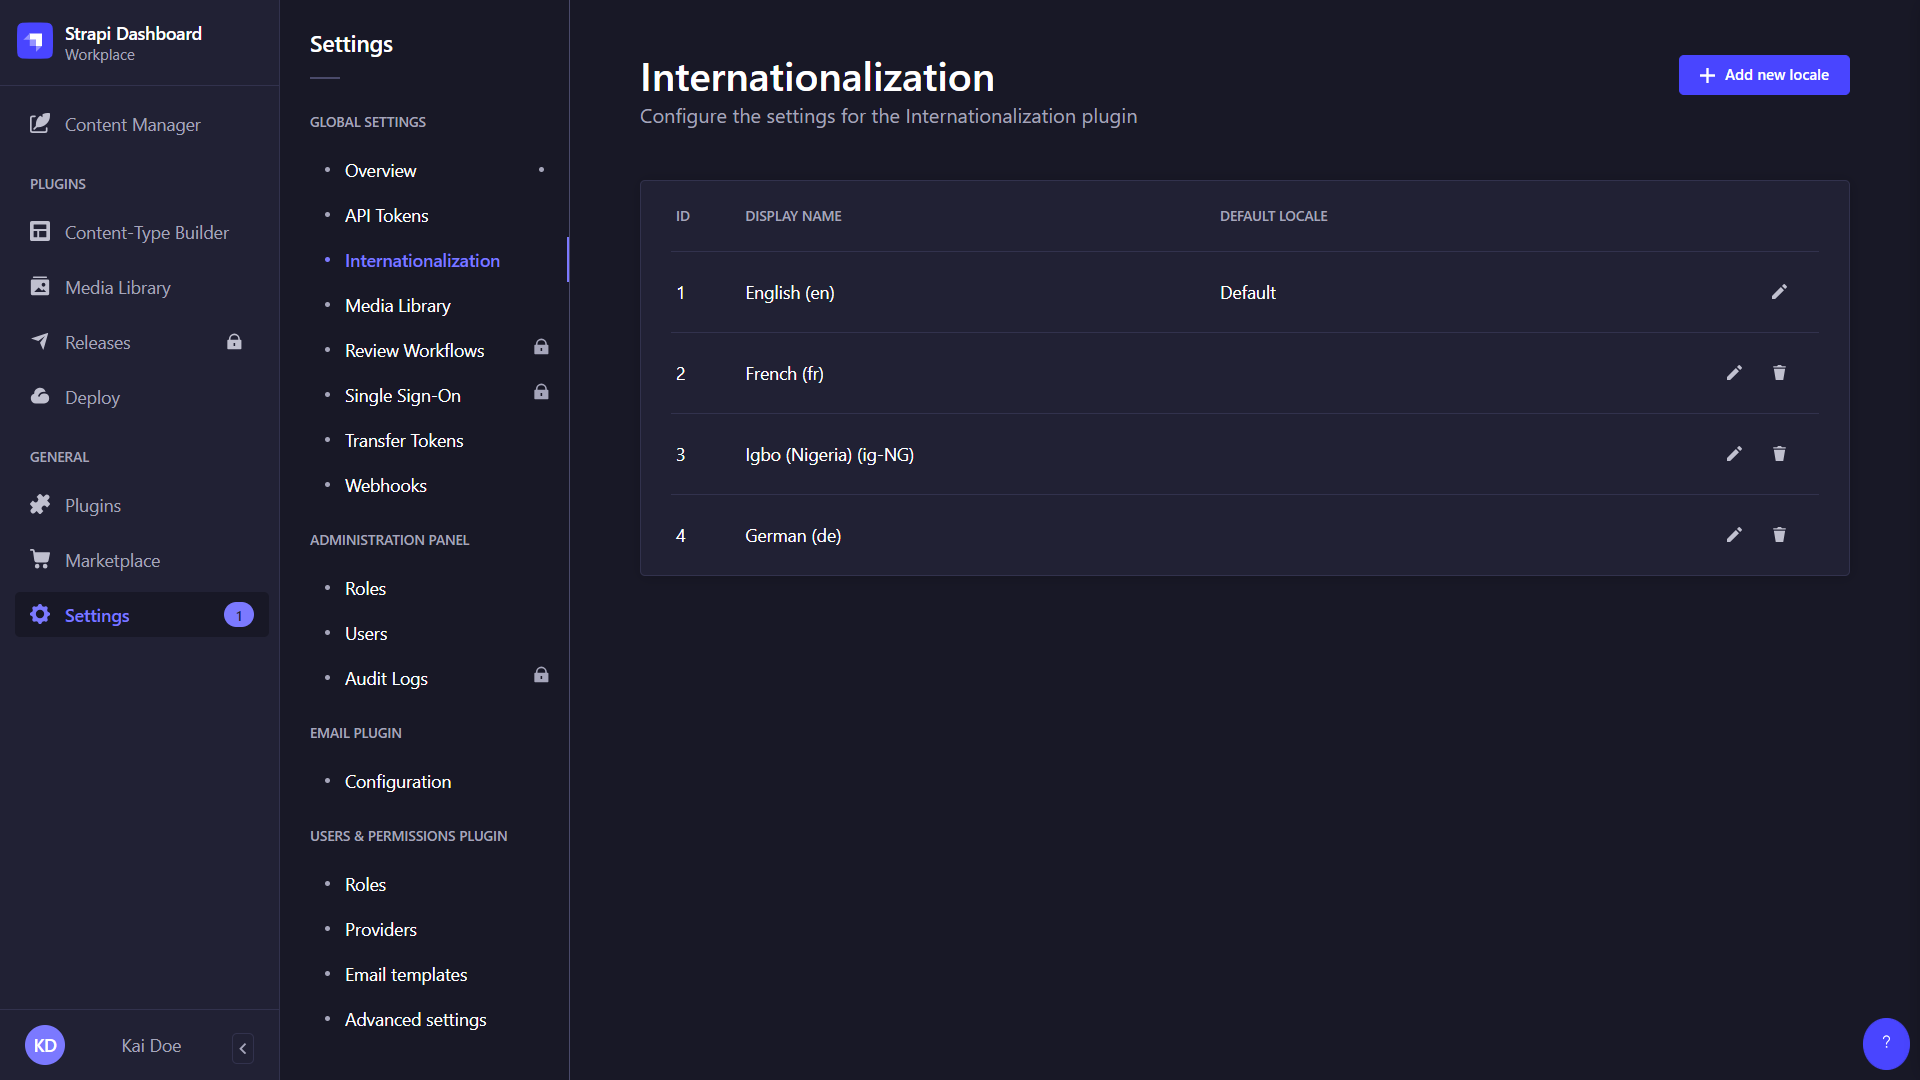 Strapi Dashboard
Workplace
Content Manager
PLUGINS
Content-Type Builder
Media Library
Releases
Deploy
GENERAL
Plugins
Marketplace
Settings
1
KD
Kai Doe
Settings
GLOBAL SETTINGS
Overview
API Tokens
Internationalization
Media Library
Review Workflows
Single Sign-On
Transfer Tokens
Webhooks
ADMINISTRATION PANEL
Roles
Users
Audit Logs
EMAIL PLUGIN
Configuration
USERS & PERMISSIONS PLUGIN
Roles
Providers
Email templates
Advanced settings
Internationalization
Configure the settings for the Internationalization plugin
Add new locale
ID DISPLAY NAME DEFAULT LOCALE
1 English (en) Default
2 French (fr)
3 Igbo (Nigeria) (ig-NG)
4 German (de)
?